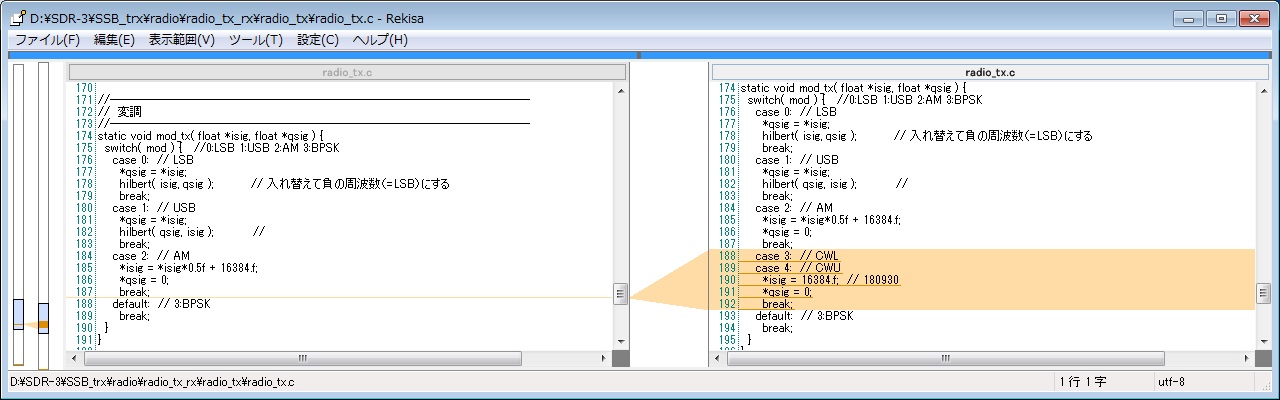 D:¥SDR-3¥SSB_trx¥radio¥radio_tx_rx¥radio_tx¥radio_tx.c - Rekisa
ファイル(F) 編集(E) 表示範囲(V) ツール(T) 設定(C) ヘルプ(H)
radio_tx.c
170
171 //
172 // 変調
173 //
174 static void mod_tx( float *isig, float *qsig ) {
175 switch( mod ) { //0:LSB 1:USB 2:AM 3:BPSK
176 case 0: // LSB
177 *qsig = *isig;
178 hilbert( isig, qsig ); // 入れ替えて負の周波数(=LSB)にする
179 break;
180 case 1: // USB
181 *qsig = *isig;
182 hilbert( qsig, isig ); //
183 break;
184 case 2: // AM
185 *isig = *isig*0.5f + 16384.f;
186 *qsig = 0;
187 break;
188 default: // 3:BPSK
189 break;
190 }
191 }
radio_tx.c
174 static void mod_tx( float *isig, float *qsig ) {
175 switch( mod ) { //0:LSB 1:USB 2:AM 3:BPSK
176 case 0: // LSB
177 *qsig = *isig;
178 hilbert( isig, qsig ); // 入れ替えて負の周波数(=LSB)にする
179 break;
180 case 1: // USB
181 *qsig = *isig;
182 hilbert( qsig, isig ); //
183 break;
184 case 2: // AM
185 *isig = *isig*0.5f + 16384.f;
186 *qsig = 0;
187 break;
188 case 3: // CWL
189 case 4: // CWU
190 *isig = 16384.f; // 180930
191 *qsig = 0;
192 break;
193 default: // 3:BPSK
194 break;
195 }
D:¥SDR-3¥SSB_trx¥radio¥radio_tx_rx¥radio_tx¥radio_tx.c 1行 1字 utf-8